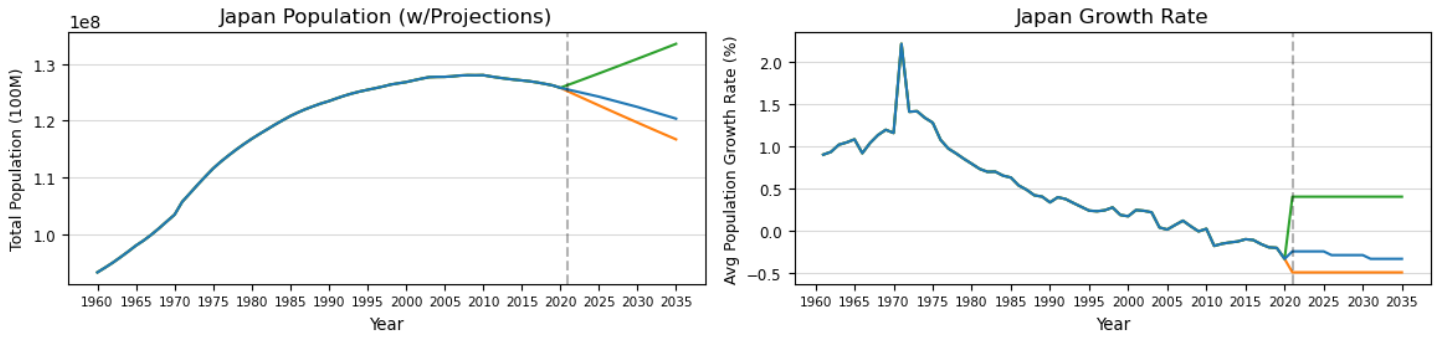 Japan Population (w/Projections)
1e8
Total Population (100M)
1.3
1.2
1.1
1.0
1960 1965 1970 1975 1980 1985 1990 1995 2000 2005 2010 2015 2020 2025 2030 2035
Year
Japan Growth Rate
Avg Population Growth Rate (%)
2.0
1.5
1.0
0.5
0.0
−0.5
1960 1965 1970 1975 1980 1985 1990 1995 2000 2005 2010 2015 2020 2025 2030 2035
Year